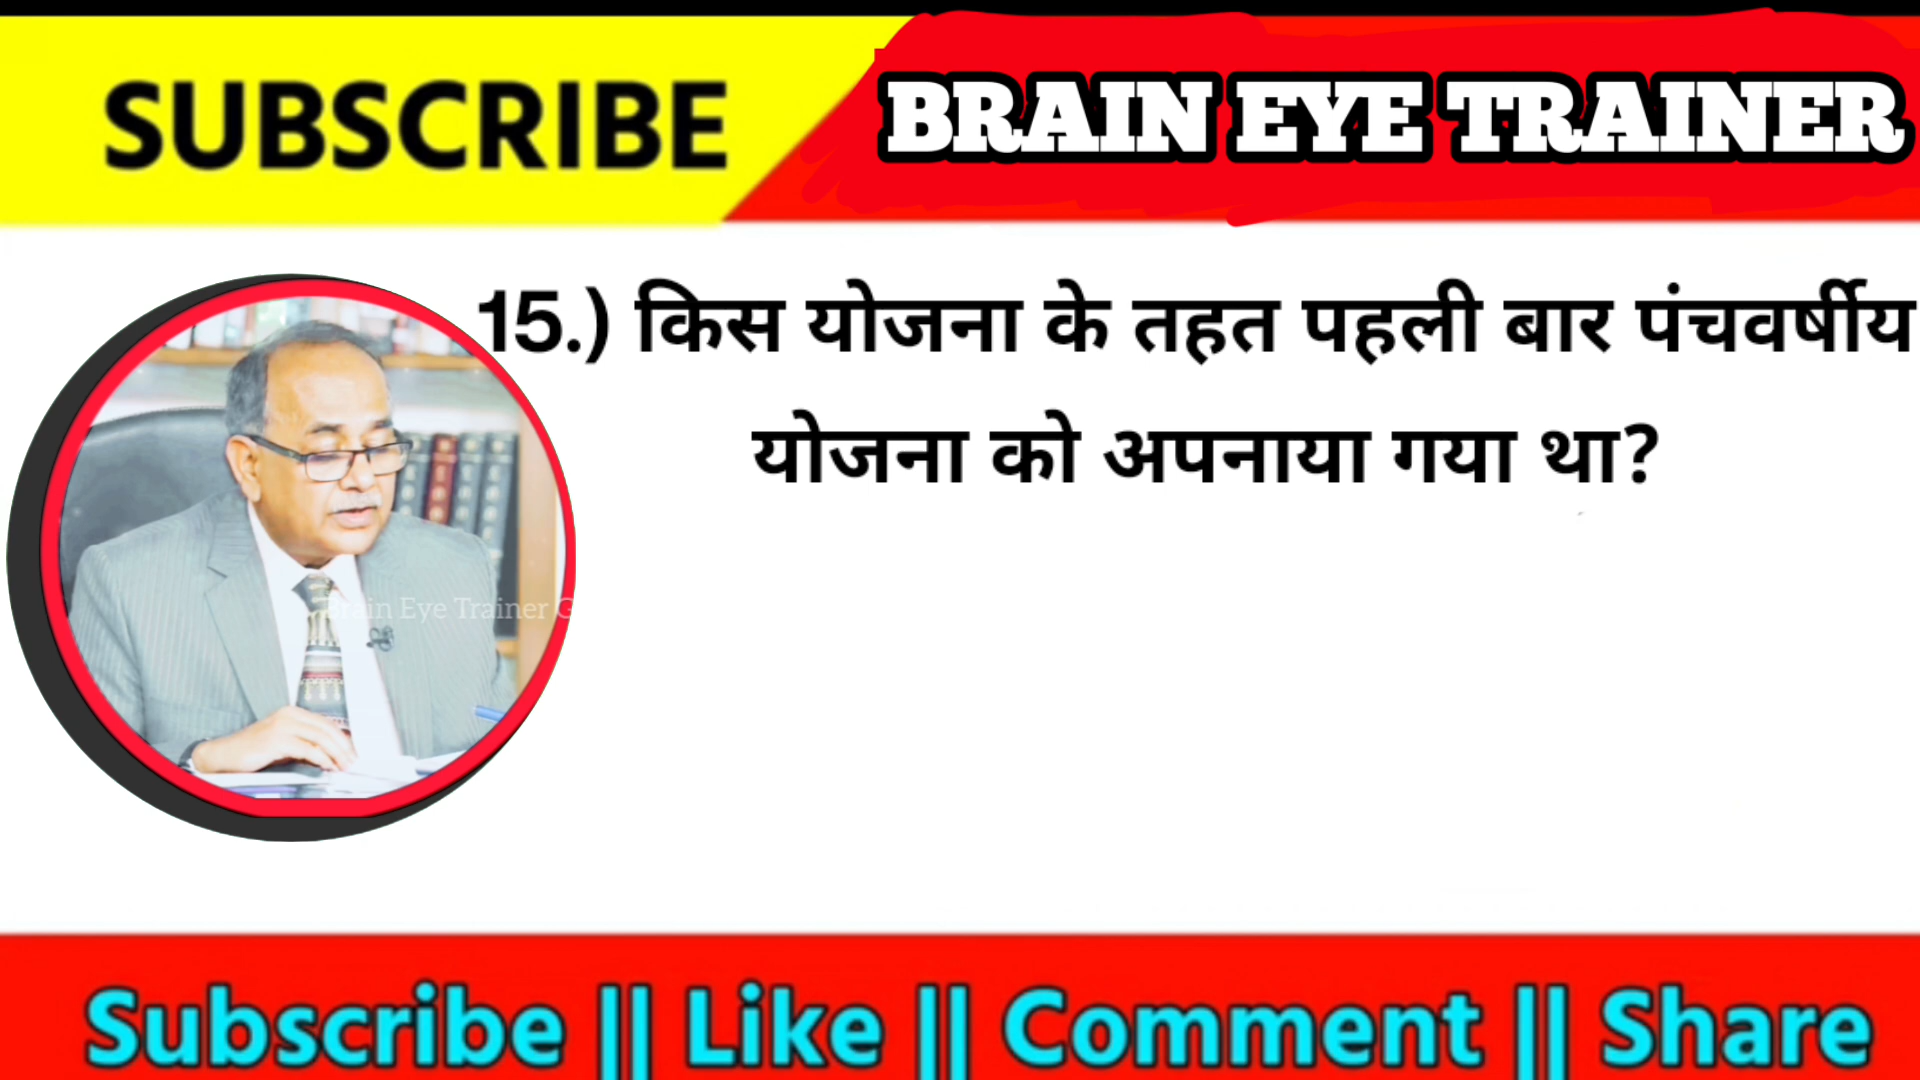 SUBSCRIBE
BRAIN EYE TRAINER
15.) किस योजना के तहत पहली बार पंचवर्षीय
योजना को अपनाया गया था?
Brain Eye Trainer G
Subscribe || Like || Comment || Share